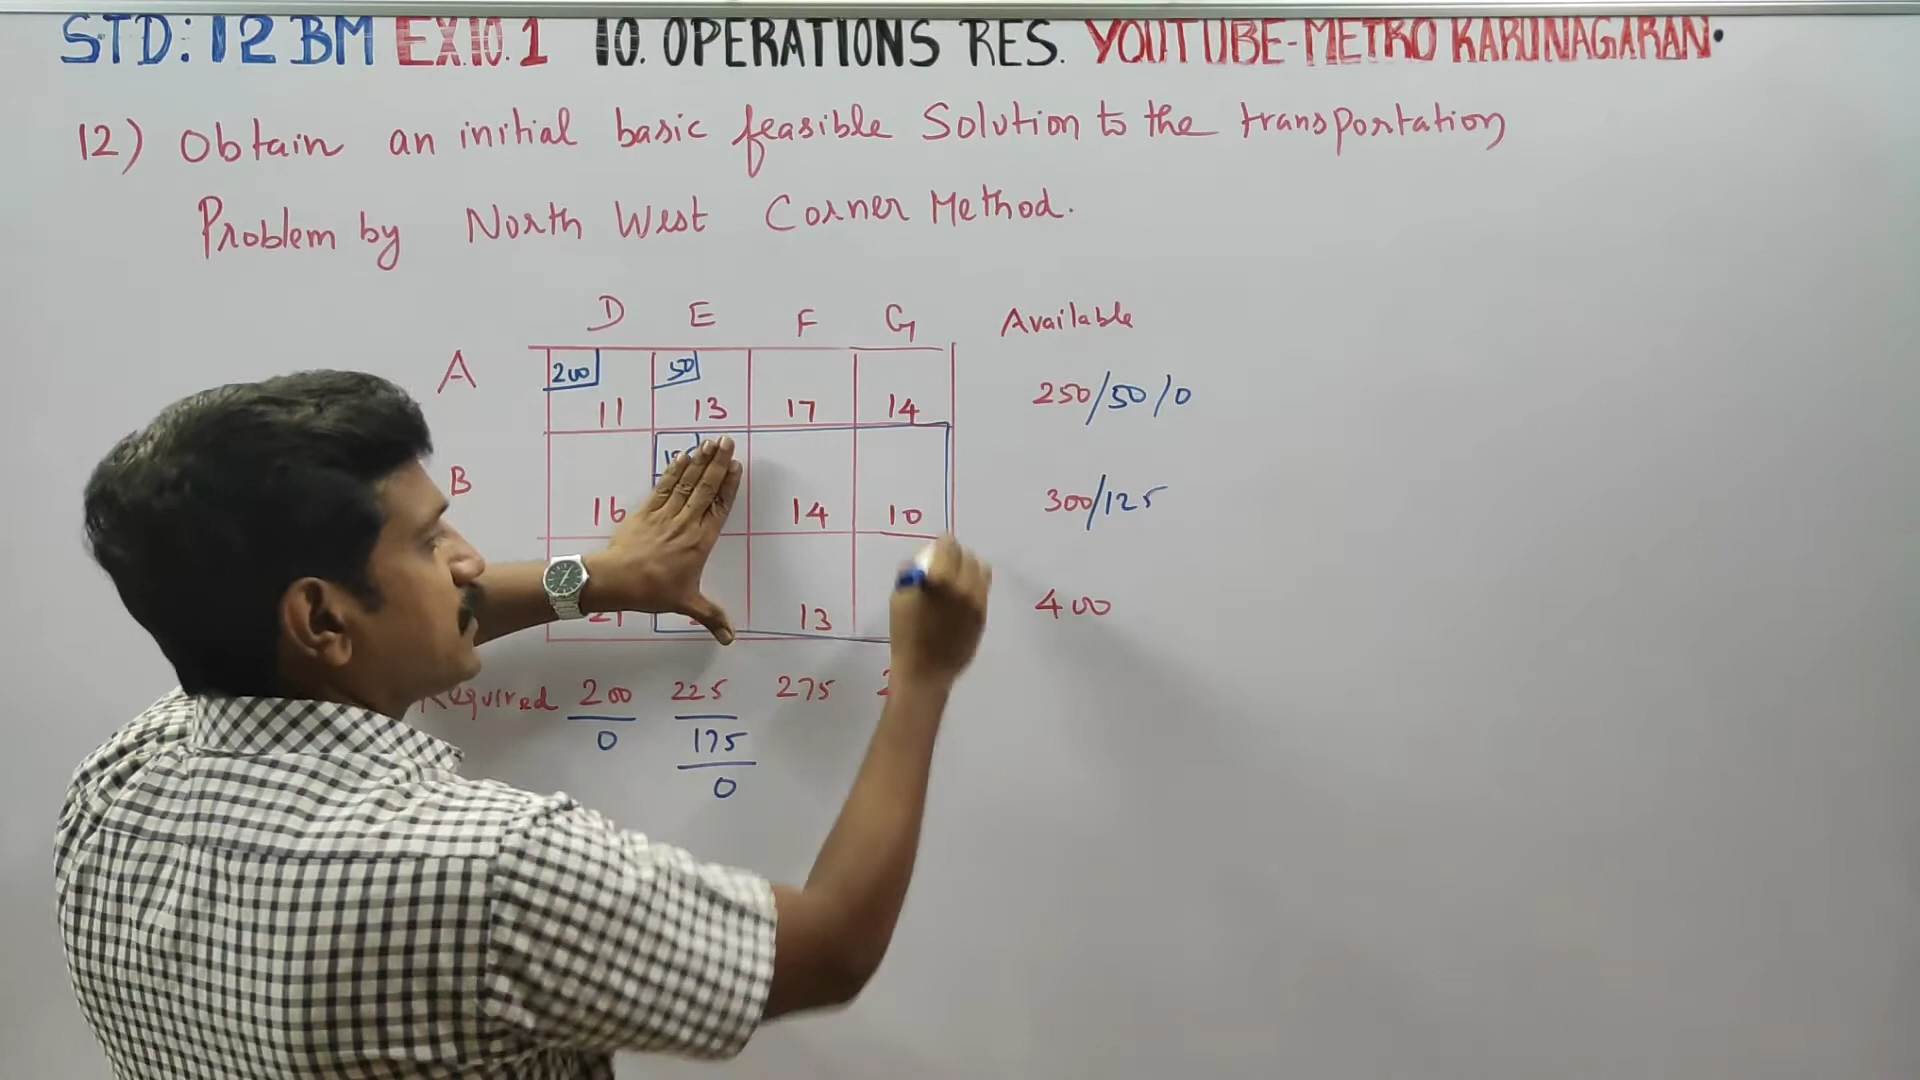 STD: 12 BM EX.10.1 10. OPERATIONS RES. YOUTUBE-METRO KARUNAGARAN.
12) Obtain an initial basic feasible Solution to the transportation
Problem by North West Corner Method.
D E F G Available
200 50
A 11 13 17 14 250/50/0
B 16 14 10 300/125
21 13 400
Required 200 225 275
0 175
0